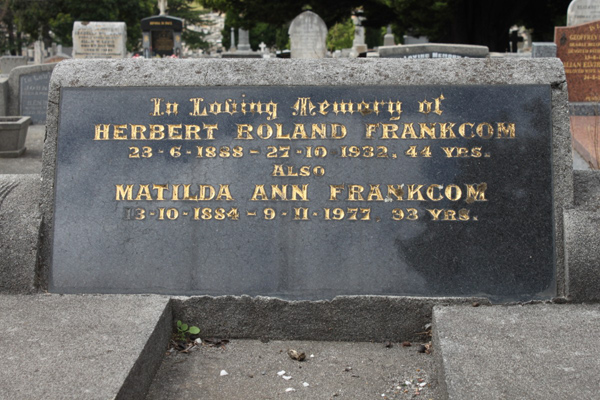 In Loving Memory of
HERBERT ROLAND FRANKCOM
23-6-1888-27-10-1932, 44 YRS.
ALSO
MATILDA ANN FRANKCOM
13-10-1884-9-11-1977, 93 YRS.